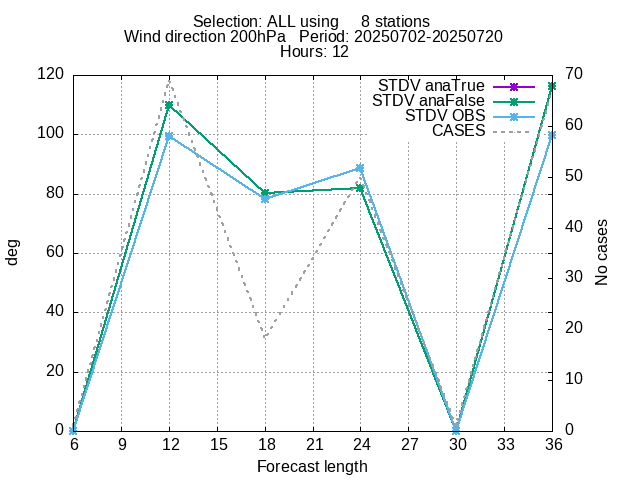 Selection: ALL using     8 stations
Wind direction 200hPa   Period: 20250702-20250720
Hours: 12
STDV anaTrue
STDV anaFalse
STDV OBS
CASES
120
100
80
60
40
20
0
70
60
50
40
30
20
10
0
deg
No cases
6 9 12 15 18 21 24 27 30 33 36
Forecast length